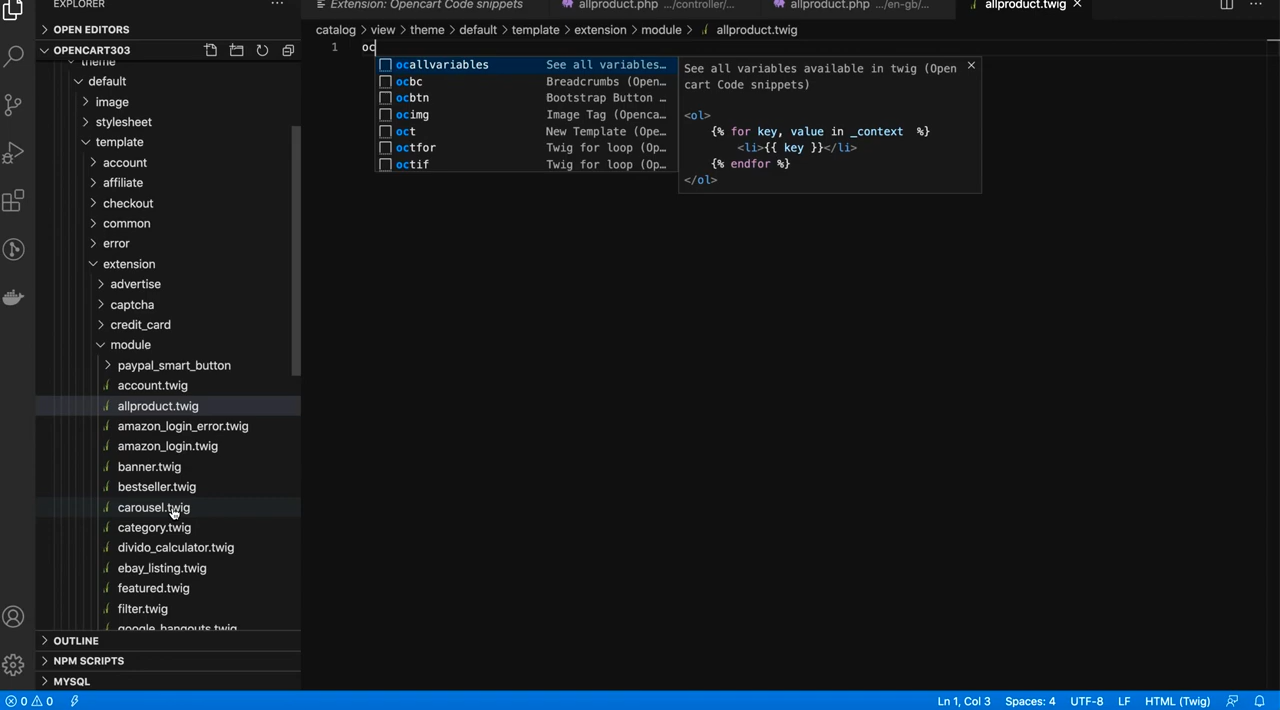 EXPLORER
OPEN EDITORS
OPENCART303
theme
default
image
stylesheet
template
account
affiliate
checkout
common
error
extension
advertise
captcha
credit_card
module
paypal_smart_button
account.twig
allproduct.twig
amazon_login_error.twig
amazon_login.twig
banner.twig
bestseller.twig
carousel.twig
category.twig
divido_calculator.twig
ebay_listing.twig
featured.twig
filter.twig
google_hangouts.twig
OUTLINE
NPM SCRIPTS
MYSQL
Extension: Opencart Code snippets
allproduct.php .../controller/...
allproduct.php .../en-gb/...
allproduct.twig
catalog > view > theme > default > template > extension > module > allproduct.twig
1 oc
ocallvariables See all variables...
ocbc Breadcrumbs (Open...
ocbtn Bootstrap Button ...
ocimg Image Tag (Openca...
oct New Template (Ope...
octfor Twig for loop (Op...
octif Twig for loop (Op...
See all variables available in twig (Open
cart Code snippets)
<ol>
{% for key, value in _context %}
<li>{{ key }}</li>
{% endfor %}
</ol>
0 0
Ln 1, Col 3 Spaces: 4 UTF-8 LF HTML (Twig)